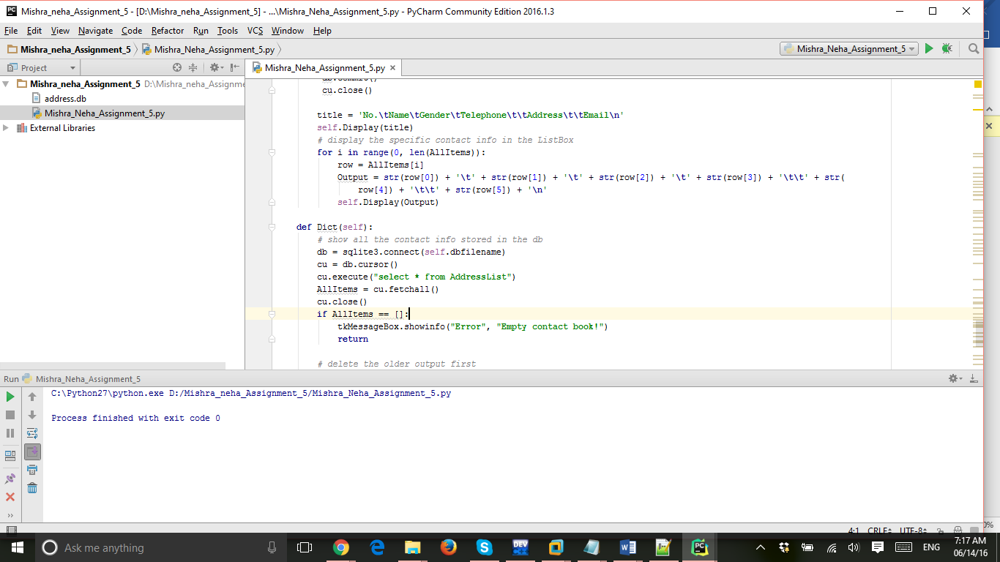 Mishra_neha_Assignment_5 - [D:\Mishra_neha_Assignment_5] - ...\Mishra_Neha_Assignment_5.py - PyCharm Community Edition 2016.1.3
File Edit View Navigate Code Refactor Run Tools VCS Window Help
Mishra_neha_Assignment_5 Mishra_Neha_Assignment_5.py Mishra_Neha_Assignment_5
Project Mishra_Neha_Assignment_5.py
Mishra_neha_Assignment_5 D:\Mishra_neha_Assignme
address.db
Mishra_Neha_Assignment_5.py
External Libraries
db.commit()
cu.close()
title = 'No.\tName\tGender\tTelephone\t\tAddress\t\tEmail\n'
self.Display(title)
# display the specific contact info in the ListBox
for i in range(0, len(AllItems)):
row = AllItems[i]
Output = str(row[0]) + '\t' + str(row[1]) + '\t' + str(row[2]) + '\t' + str(row[3]) + '\t\t' + str(
row[4]) + '\t\t' + str(row[5]) + '\n'
self.Display(Output)
def Dict(self):
# show all the contact info stored in the db
db = sqlite3.connect(self.dbfilename)
cu = db.cursor()
cu.execute("select * from AddressList")
AllItems = cu.fetchall()
cu.close()
if AllItems == []:
tkMessageBox.showinfo("Error", "Empty contact book!")
return
# delete the older output first
Run Mishra_Neha_Assignment_5
C:\Python27\python.exe D:/Mishra_neha_Assignment_5/Mishra_Neha_Assignment_5.py
Process finished with exit code 0
4:1 CRLF UTF-8
0%
Ask me anything
DEV
PC
ENG
7:17 AM
06/14/16